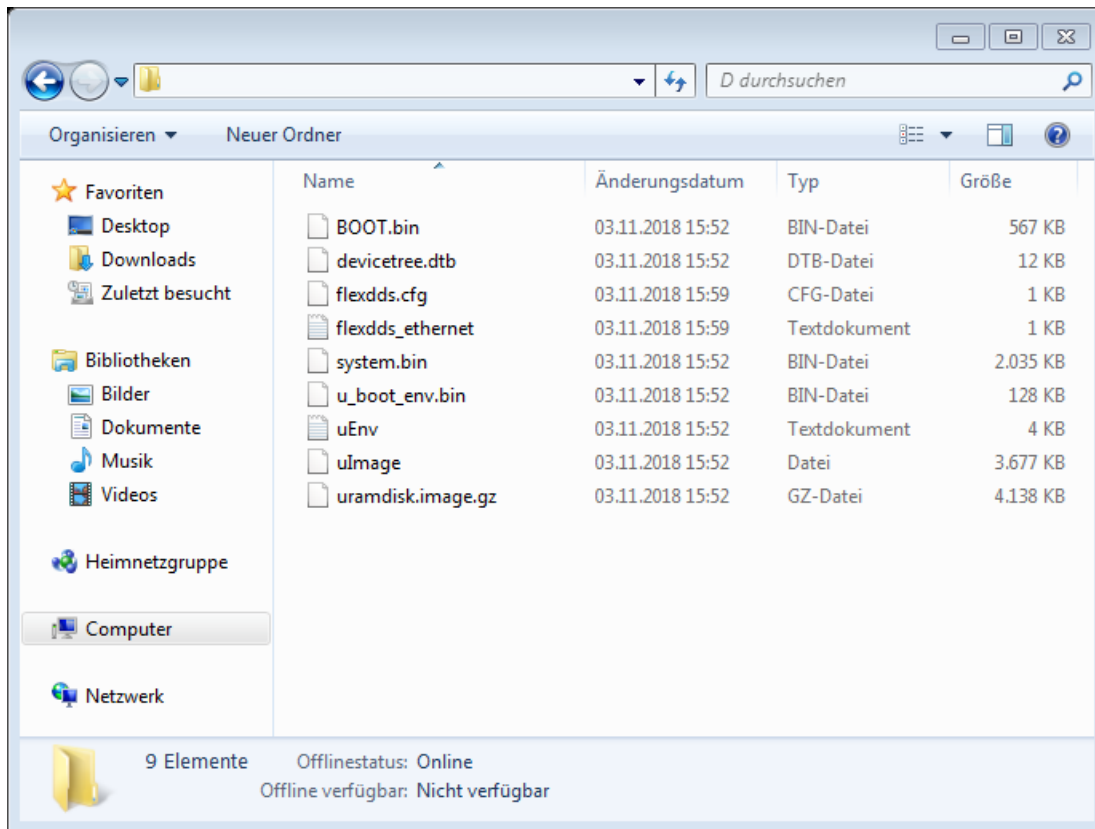 D durchsuchen
Organisieren Neuer Ordner
Favoriten
Desktop
Downloads
Zuletzt besucht
Bibliotheken
Bilder
Dokumente
Musik
Videos
Heimnetzgruppe
Computer
Netzwerk
Name Änderungsdatum Typ Größe
BOOT.bin 03.11.2018 15:52 BIN-Datei 567 KB
devicetree.dtb 03.11.2018 15:52 DTB-Datei 12 KB
flexdds.cfg 03.11.2018 15:59 CFG-Datei 1 KB
flexdds_ethernet 03.11.2018 15:59 Textdokument 1 KB
system.bin 03.11.2018 15:52 BIN-Datei 2.035 KB
u_boot_env.bin 03.11.2018 15:52 BIN-Datei 128 KB
uEnv 03.11.2018 15:52 Textdokument 4 KB
uImage 03.11.2018 15:52 Datei 3.677 KB
uramdisk.image.gz 03.11.2018 15:52 GZ-Datei 4.138 KB
9 Elemente Offlinestatus: Online
Offline verfügbar: Nicht verfügbar